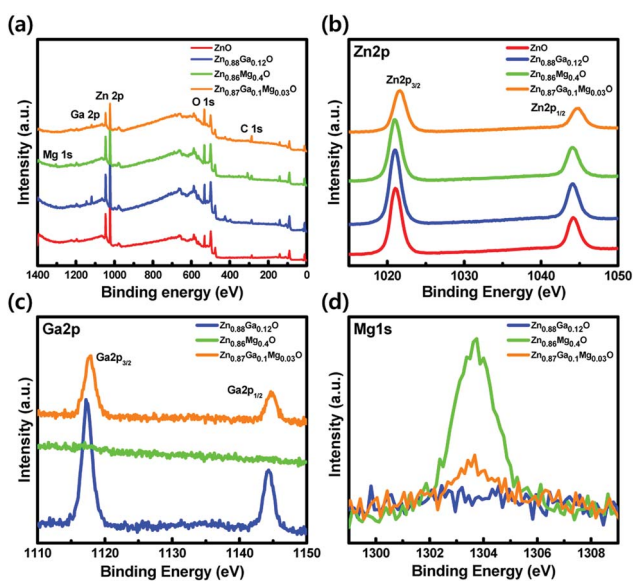 (a)
ZnO
Zn0.88Ga0.12O
Zn0.86Mg0.4O
Zn0.87Ga0.1Mg0.03O
Zn 2p
Ga 2p
Mg 1s
O 1s
C 1s
Intensity (a.u.)
1400 1200 1000 800 600 400 200 0
Binding energy (eV)
(b)
Zn2p
ZnO
Zn0.88Ga0.12O
Zn0.86Mg0.4O
Zn0.87Ga0.1Mg0.03O
Zn2p3/2
Zn2p1/2
Intensity (a.u.)
1020 1030 1040 1050
Binding Energy (eV)
(c)
Ga2p
Zn0.88Ga0.12O
Zn0.86Mg0.4O
Zn0.87Ga0.1Mg0.03O
Ga2p3/2
Ga2p1/2
Intensity (a.u.)
1110 1120 1130 1140 1150
Binding Energy (eV)
(d)
Mg1s
Zn0.88Ga0.12O
Zn0.86Mg0.4O
Zn0.87Ga0.1Mg0.03O
Intensity (a.u.)
1300 1302 1304 1306 1308
Binding Energy (eV)